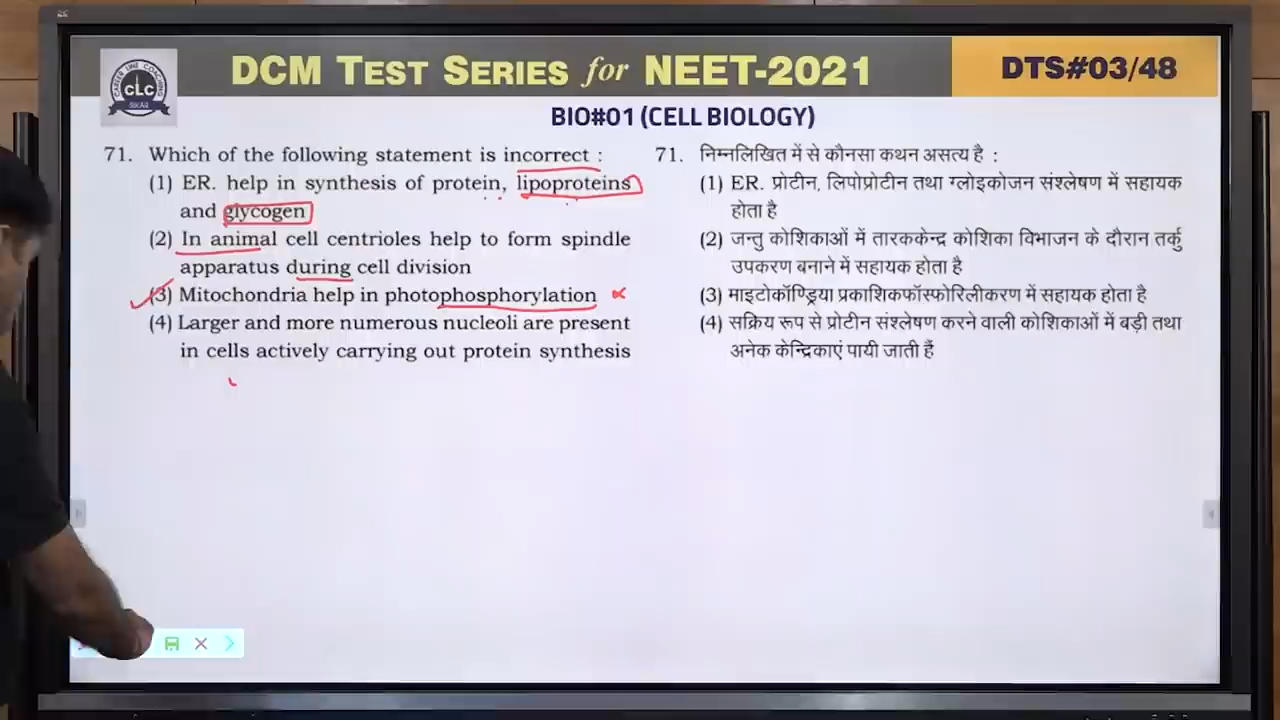 DCM TEST SERIES for NEET-2021
DTS#03/48
CAREER LINE COACHING
CLC
SIKAR
BIO#01 (CELL BIOLOGY)
71. Which of the following statement is incorrect :
(1) ER. help in synthesis of protein, lipoproteins
and glycogen
(2) In animal cell centrioles help to form spindle
apparatus during cell division
(3) Mitochondria help in photophosphorylation
(4) Larger and more numerous nucleoli are present
in cells actively carrying out protein synthesis
71. निम्नलिखित में से कौनसा कथन असत्य है :
(1) ER. प्रोटीन, लिपोप्रोटीन तथा ग्लोइकोजन संश्लेषण में सहायक
होता है
(2) जन्तु कोशिकाओं में तारककेन्द्र कोशिका विभाजन के दौरान तर्कु
उपकरण बनाने में सहायक होता है
(3) माइटोकॉण्ड्रिया प्रकाशिकफॉस्फोरिलीकरण में सहायक होता है
(4) सक्रिय रूप से प्रोटीन संश्लेषण करने वाली कोशिकाओं में बड़ी तथा
अनेक केन्द्रिकाएं पायी जाती हैं